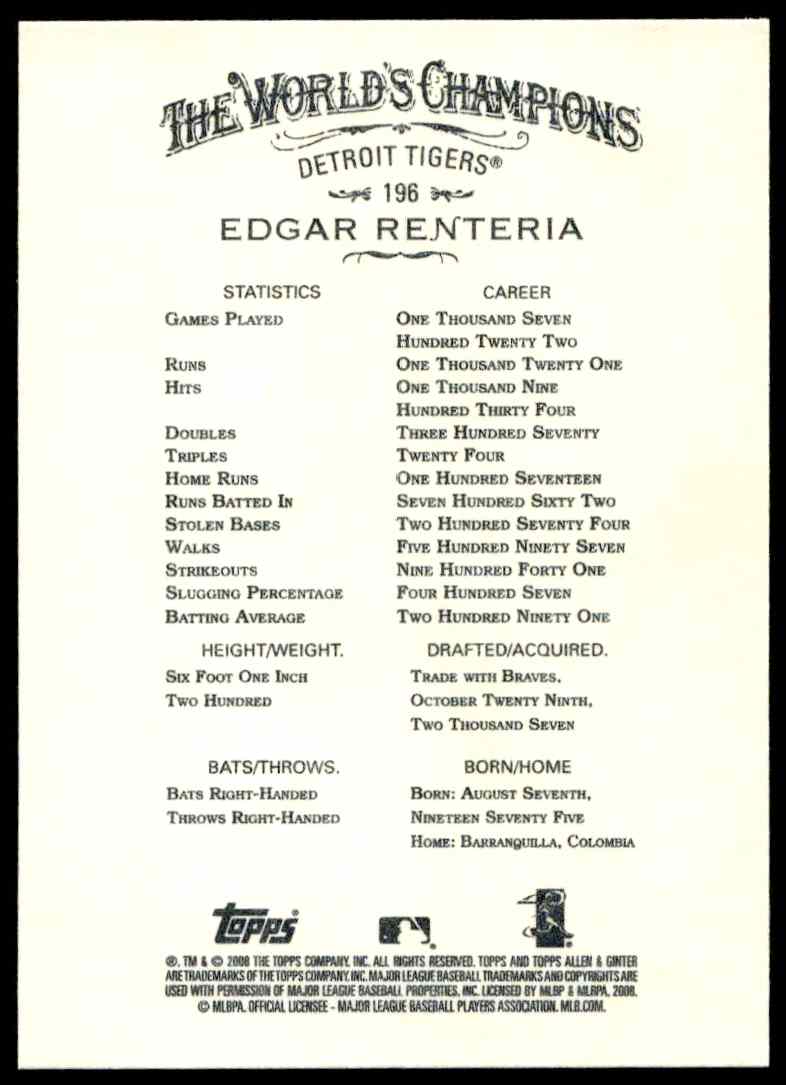 THE WORLD'S CHAMPIONS
DETROIT TIGERS®
196
EDGAR RENTERIA
STATISTICS CAREER
GAMES PLAYED ONE THOUSAND SEVEN
HUNDRED TWENTY TWO
RUNS ONE THOUSAND TWENTY ONE
HITS ONE THOUSAND NINE
HUNDRED THIRTY FOUR
DOUBLES THREE HUNDRED SEVENTY
TRIPLES TWENTY FOUR
HOME RUNS ONE HUNDRED SEVENTEEN
RUNS BATTED IN SEVEN HUNDRED SIXTY TWO
STOLEN BASES TWO HUNDRED SEVENTY FOUR
WALKS FIVE HUNDRED NINETY SEVEN
STRIKEOUTS NINE HUNDRED FORTY ONE
SLUGGING PERCENTAGE FOUR HUNDRED SEVEN
BATTING AVERAGE TWO HUNDRED NINETY ONE
HEIGHT/WEIGHT.
SIX FOOT ONE INCH
TWO HUNDRED
DRAFTED/ACQUIRED.
TRADE WITH BRAVES,
OCTOBER TWENTY NINTH,
TWO THOUSAND SEVEN
BATS/THROWS.
BATS RIGHT-HANDED
THROWS RIGHT-HANDED
BORN/HOME
BORN: AUGUST SEVENTH,
NINETEEN SEVENTY FIVE
HOME: BARRANQUILLA, COLOMBIA
topps®
®, TM & © 2008 THE TOPPS COMPANY, INC. ALL RIGHTS RESERVED. TOPPS AND TOPPS ALLEN & GINTER
ARE TRADEMARKS OF THE TOPPS COMPANY, INC. MAJOR LEAGUE BASEBALL TRADEMARKS AND COPYRIGHTS ARE
USED WITH PERMISSION OF MAJOR LEAGUE BASEBALL PROPERTIES, INC. LICENSED BY MLBP & MLBPA, 2008.
© MLBPA. OFFICIAL LICENSEE - MAJOR LEAGUE BASEBALL PLAYERS ASSOCIATION. MLB.COM.